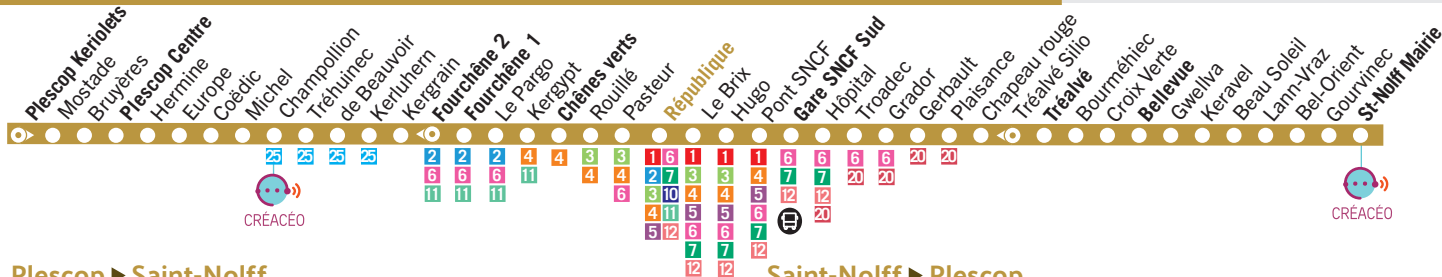 Plescop Keriolets
Mostade
Bruyères
Plescop Centre
Hermine
Europe
Coëdic
Michel
Champollion
Tréhuinec
de Beauvoir
Kerluhern
Kergrain
Fourchêne 2
Fourchêne 1
Le Pargo
Kergypt
Chênes verts
Rouillé
Pasteur
République
Le Brix
Hugo
Pont SNCF
Gare SNCF Sud
Hôpital
Troadec
Grador
Gerbault
Plaisance
Chapeau rouge
Tréalvé Silio
Tréalvé
Bourméhiec
Croix Verte
Bellevue
Gwellva
Keravel
Beau Soleil
Lann-Vraz
Bel-Orient
Gourvinec
St-Nolff Mairie
25 25 25 25 2 2 2 4 4 3 3 1 6 1 1 1 6 6 6 6 20 20
6 6 6 11 4 4 2 7 3 3 4 7 7 20 20
11 11 11 6 3 10 4 4 5 12 12
4 11 5 5 6 20
5 12 6 6 7
7 7 12
12 12
CRÉACÉO
CRÉACÉO
Plescop ▶ Saint-Nolff
Saint-Nolff ▶ Plescop